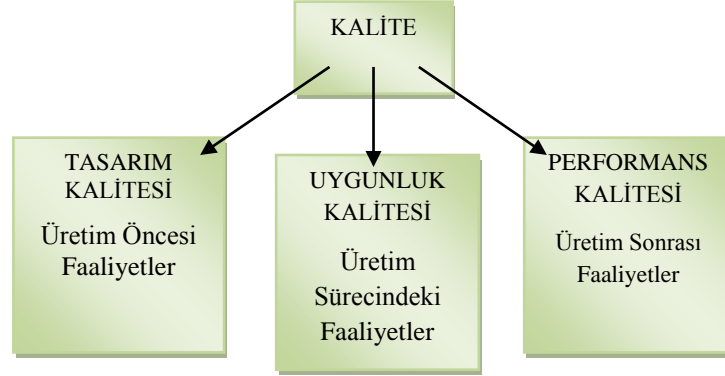 KALİTE
TASARIM
KALİTESİ
Üretim Öncesi
Faaliyetler
UYGUNLUK
KALİTESİ
Üretim
Sürecindeki
Faaliyetler
PERFORMANS
KALİTESİ
Üretim Sonrası
Faaliyetler